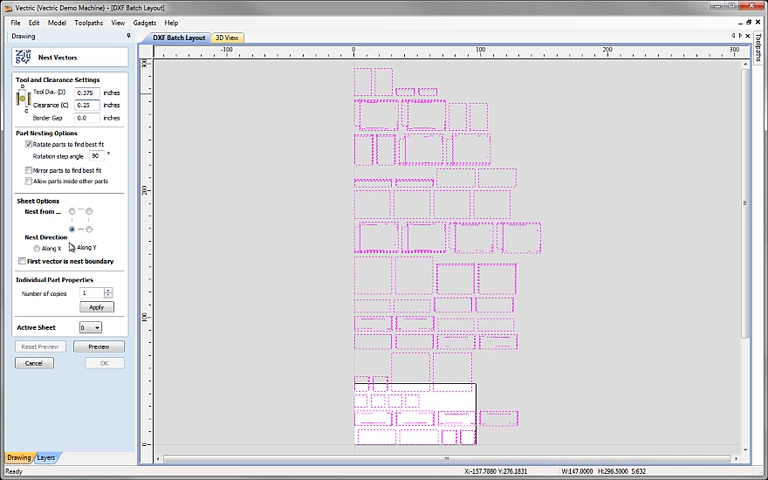 Vectric (Vectric Demo Machine) - [DXF Batch Layout]
File Edit Model Toolpaths View Gadgets Help
Drawing
DXF Batch Layout 3D View
Nest Vectors
-100 0 100 200 300
Tool and Clearance Settings
Tool Dia. (D) 0.375 inches
Clearance (C) 0.25 inches
Border Gap 0.0 inches
Part Nesting Options
Rotate parts to find best fit
Rotation step angle 90 °
Mirror parts to find best fit
Allow parts inside other parts
Sheet Options
Nest from ...
Nest Direction
Along X Along Y
First vector is nest boundary
Individual Part Properties
Number of copies 1
Apply
Active Sheet 0
Reset Preview Preview
Cancel OK
300
200
100
0
Toolpaths
Drawing Layers
Ready X:-157.7880 Y:276.1831 W:147.0000 H:296.5000 S:632